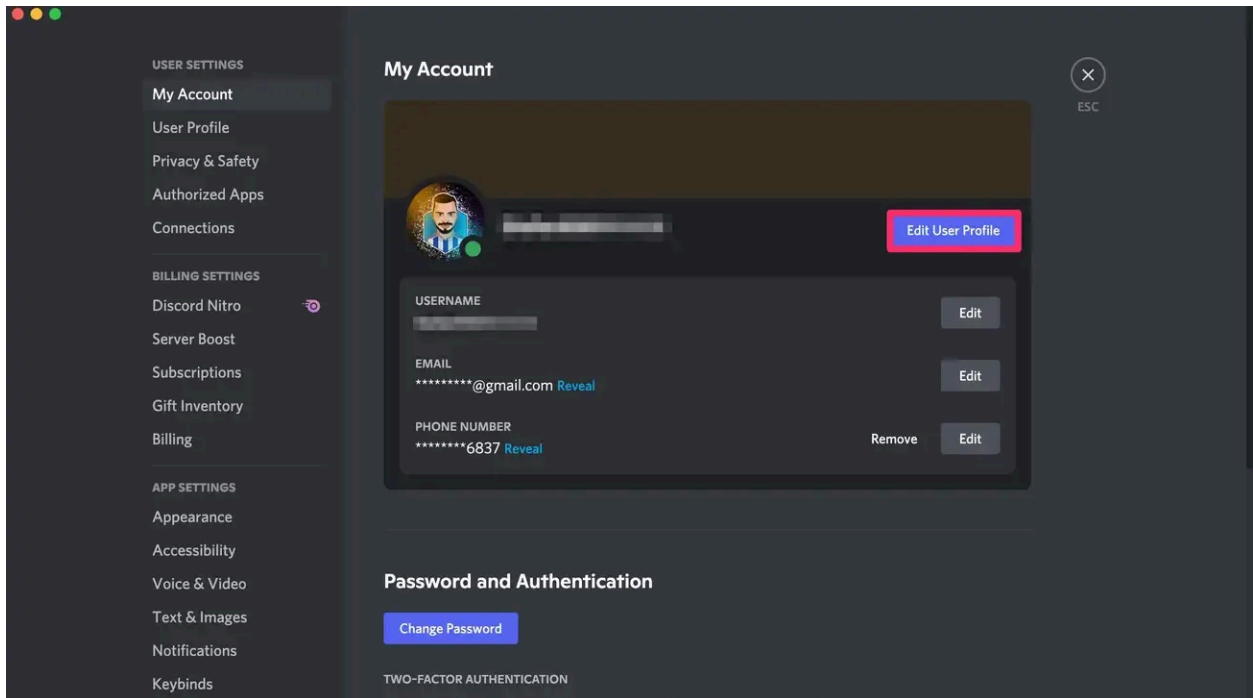 USER SETTINGS
My Account
User Profile
Privacy & Safety
Authorized Apps
Connections
BILLING SETTINGS
Discord Nitro
Server Boost
Subscriptions
Gift Inventory
Billing
APP SETTINGS
Appearance
Accessibility
Voice & Video
Text & Images
Notifications
Keybinds
My Account
ESC
Edit User Profile
USERNAME
Edit
EMAIL
*********@gmail.com Reveal
Edit
PHONE NUMBER
********6837 Reveal
Remove Edit
Password and Authentication
Change Password
TWO-FACTOR AUTHENTICATION